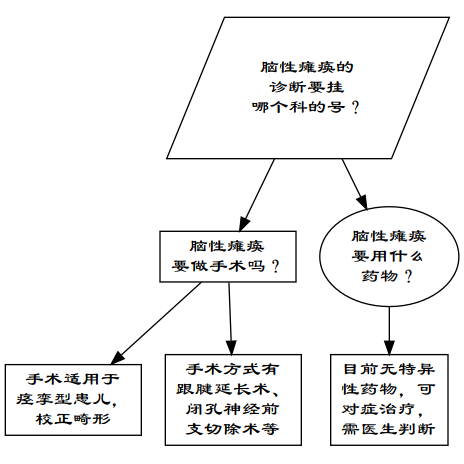 脑性瘫痪的
诊断要挂
哪个科的号？
脑性瘫痪
要做手术吗？
脑性瘫痪
要用什么
药物？
手术适用于
痉挛型患儿，
校正畸形
手术方式有
跟腱延长术、
闭孔神经前
支切除术等
目前无特异
性药物，可
对症治疗，
需医生判断